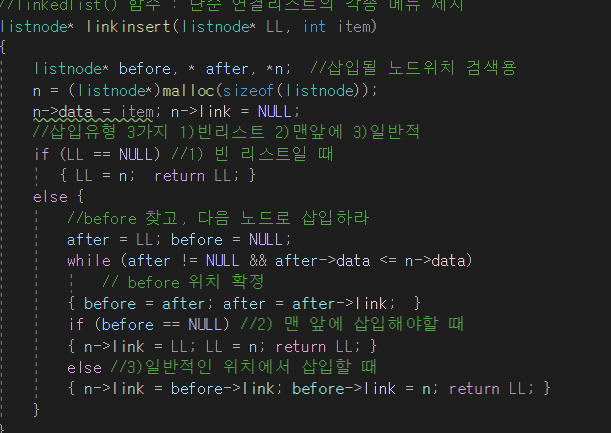 //linkedlist() 함수 : 단순 연결리스트의 각종 메뉴 제시
listnode* linkinsert(listnode* LL, int item)
{
listnode* before, * after, *n;  //삽입될 노드위치 검색용
n = (listnode*)malloc(sizeof(listnode));
n->data = item; n->link = NULL;
//삽입유형 3가지 1)빈리스트 2)맨앞에 3)일반적
if (LL == NULL) //1) 빈 리스트일 때
{ LL = n;  return LL; }
else {
//before 찾고, 다음 노드로 삽입하라
after = LL; before = NULL;
while (after != NULL && after->data <= n->data)
// before 위치 확정
{ before = after; after = after->link;  }
if (before == NULL) //2) 맨 앞에 삽입해야할 때
{ n->link = LL; LL = n; return LL; }
else //3)일반적인 위치에서 삽입할 때
{ n->link = before->link; before->link = n; return LL; }
}
}